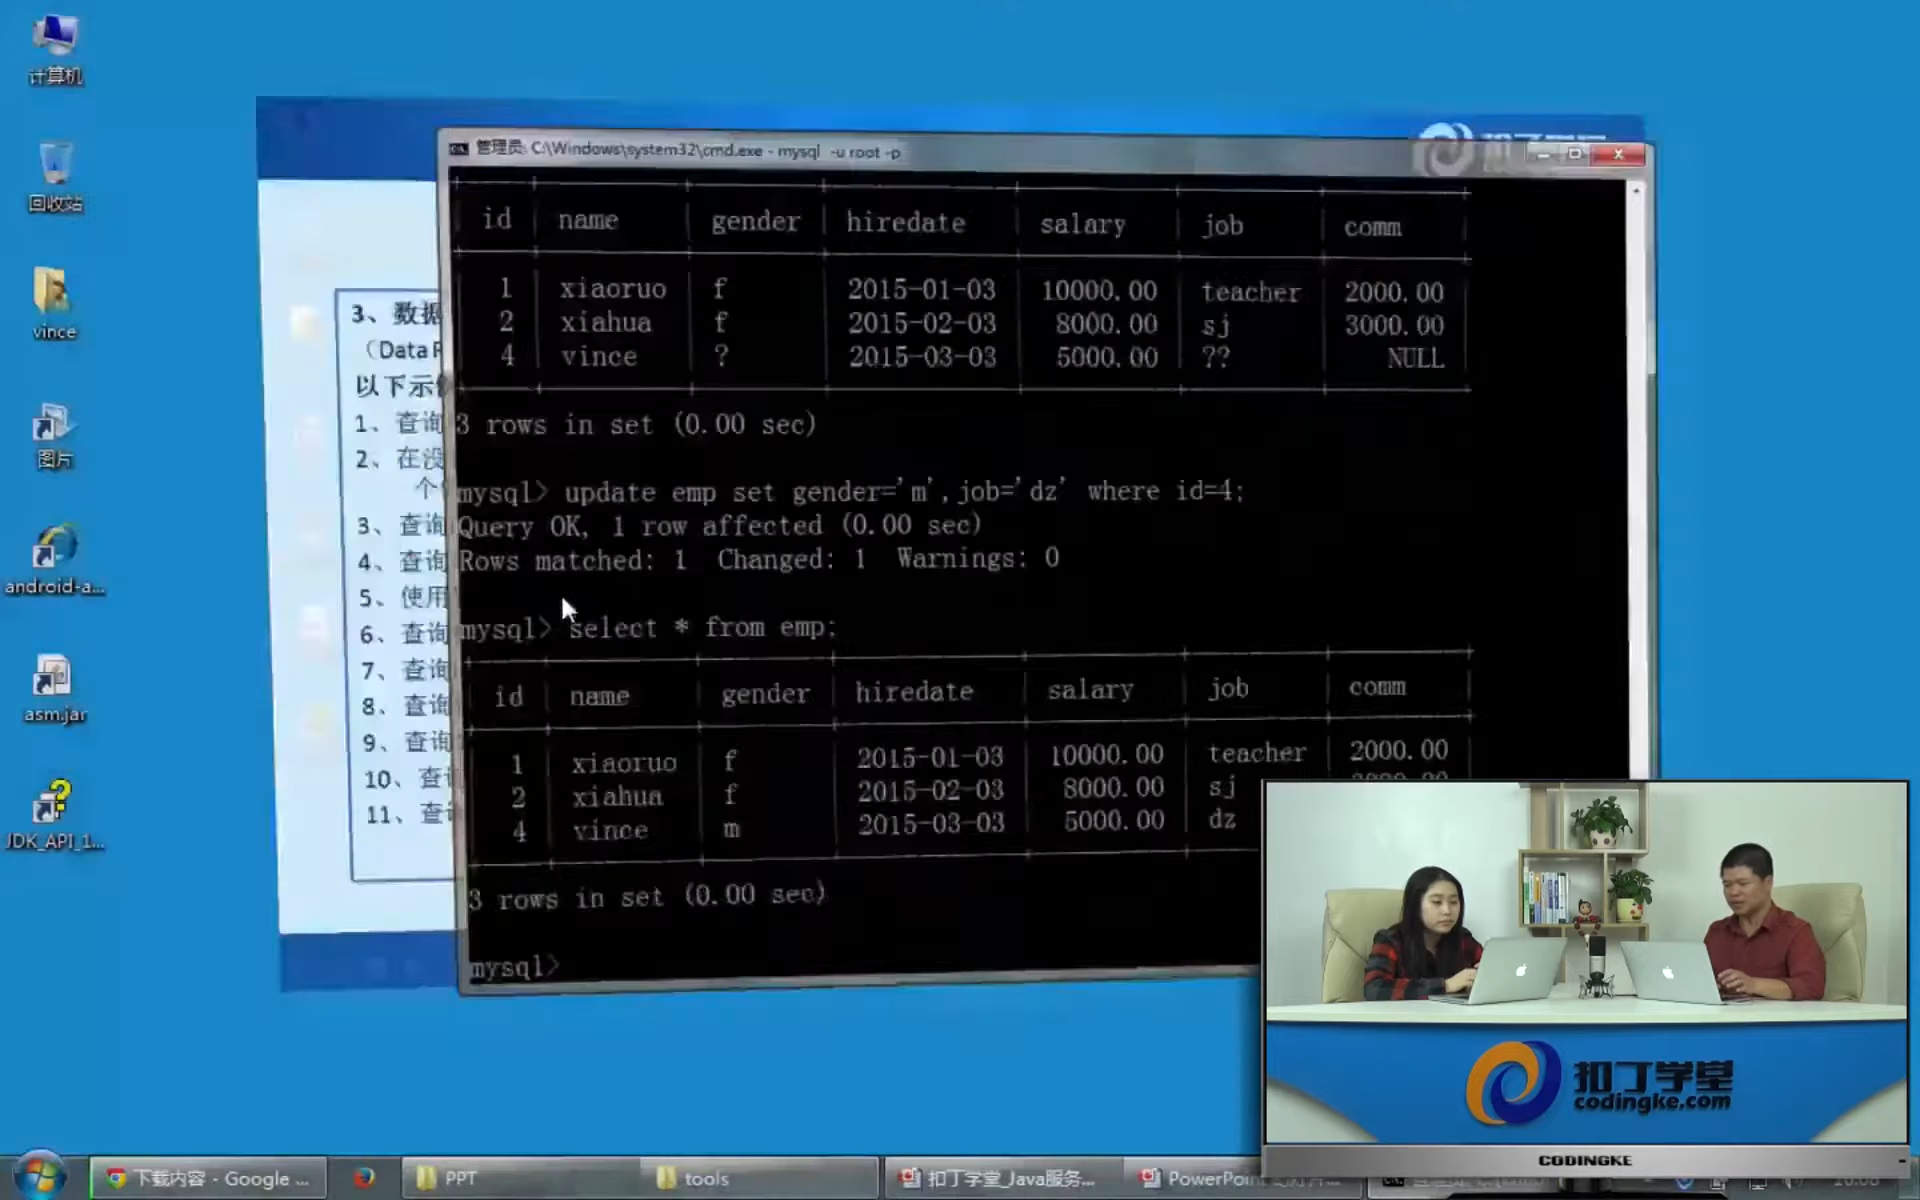 计算机
回收站
vince
图片
android-a...
asm.jar
JDK_API_1...
3、数据
（Data
以下示
1、查询
2、在没
个
3、查询
4、查询
5、使用
6、查询
7、查询
8、查询
9、查询
10、查
11、查
管理员: C:\Windows\system32\cmd.exe - mysql  -u root -p
id name gender hiredate salary job comm
1 xiaoruo f 2015-01-03 10000.00 teacher 2000.00
2 xiahua f 2015-02-03 8000.00 sj 3000.00
4 vince ? 2015-03-03 5000.00 ?? NULL
3 rows in set (0.00 sec)
mysql> update emp set gender='m',job='dz' where id=4;
Query OK, 1 row affected (0.00 sec)
Rows matched: 1  Changed: 1  Warnings: 0
mysql> select * from emp;
id name gender hiredate salary job comm
1 xiaoruo f 2015-01-03 10000.00 teacher 2000.00
2 xiahua f 2015-02-03 8000.00 sj
4 vince m 2015-03-03 5000.00 dz
3 rows in set (0.00 sec)
mysql>
扣丁学堂
codingke.com
CODINGKE
下载内容 - Google ...
PPT
tools
扣丁学堂_Java服务...